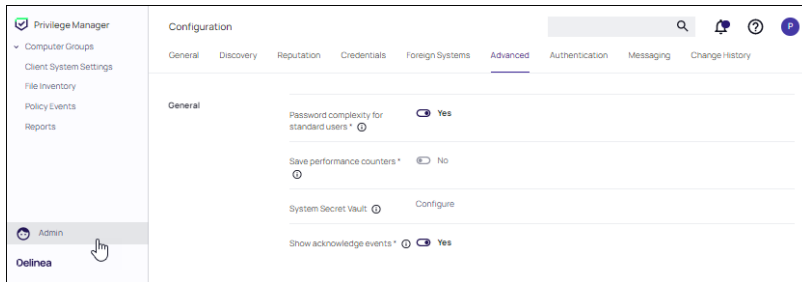 Privilege Manager
Computer Groups
Client System Settings
File Inventory
Policy Events
Reports
Admin
Delinea
Configuration
P
General Discovery Reputation Credentials Foreign Systems Advanced Authentication Messaging Change History
General
Password complexity for
standard users *
Yes
Save performance counters *
No
System Secret Vault
Configure
Show acknowledge events *
Yes